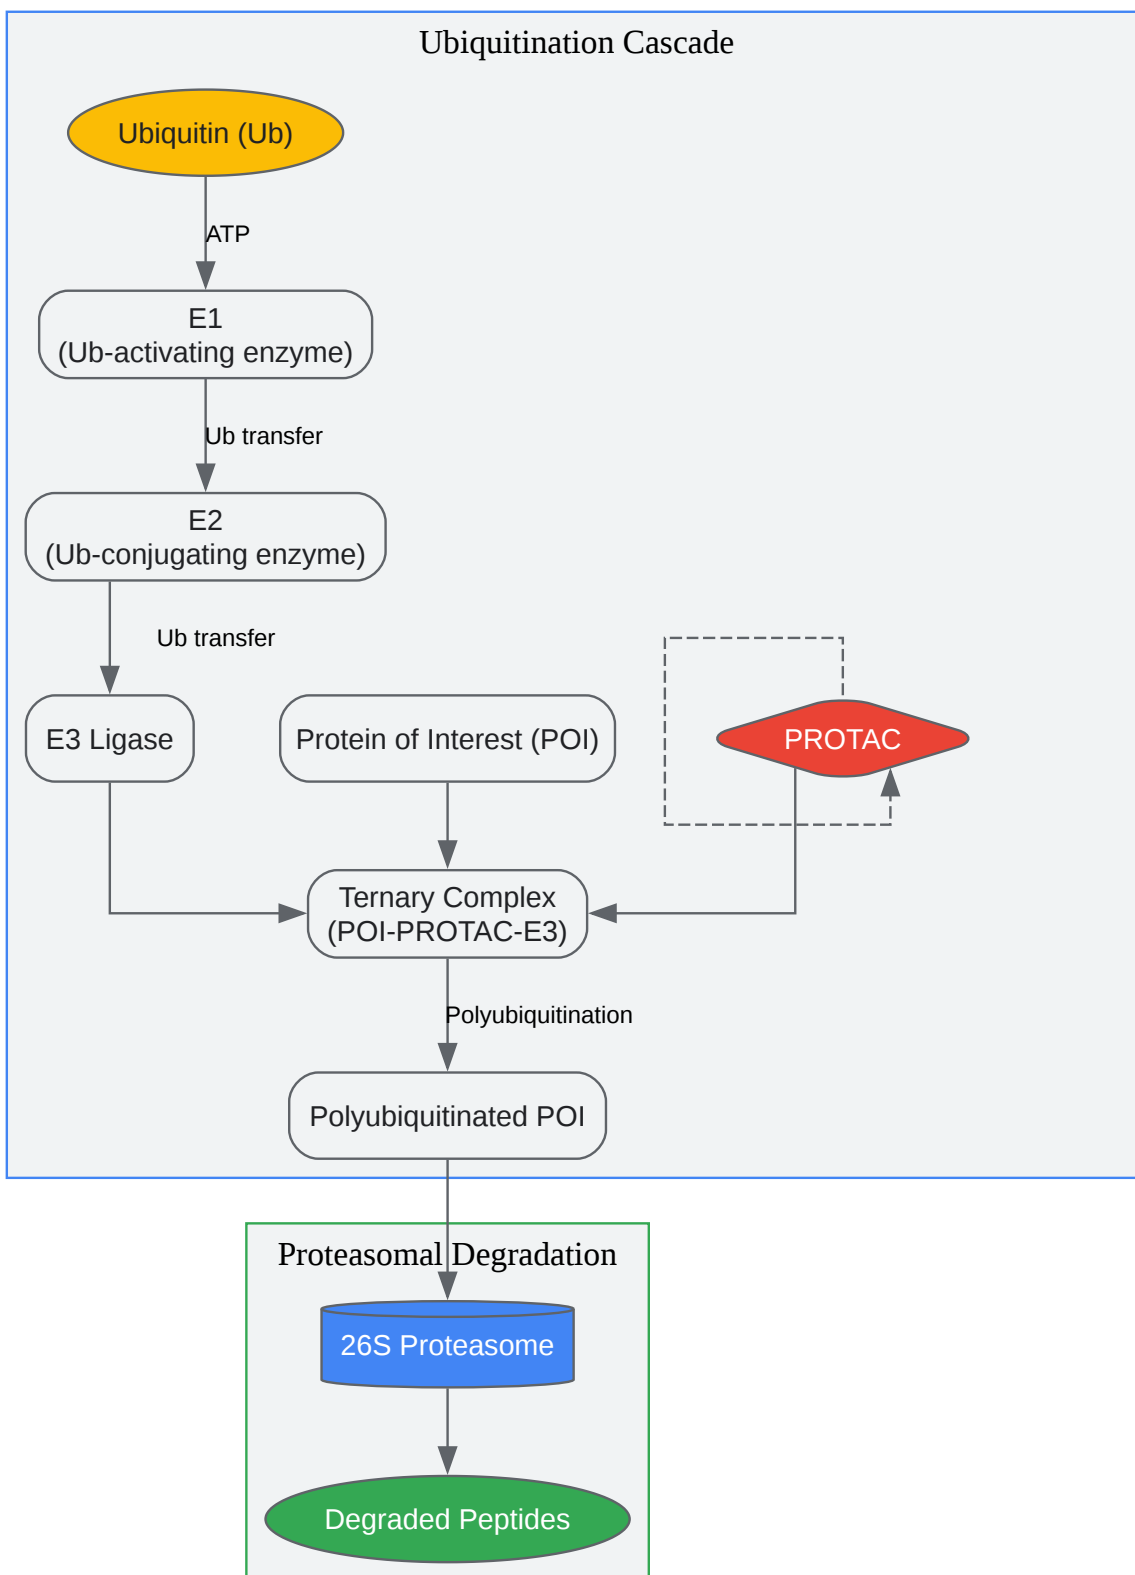 Ubiquitination Cascade
Ubiquitin (Ub)
ATP
E1
(Ub-activating enzyme)
Ub transfer
E2
(Ub-conjugating enzyme)
Ub transfer
E3 Ligase
Protein of Interest (POI)
PROTAC
Ternary Complex
(POI-PROTAC-E3)
Polyubiquitination
Polyubiquitinated POI
Proteasomal Degradation
26S Proteasome
Degraded Peptides